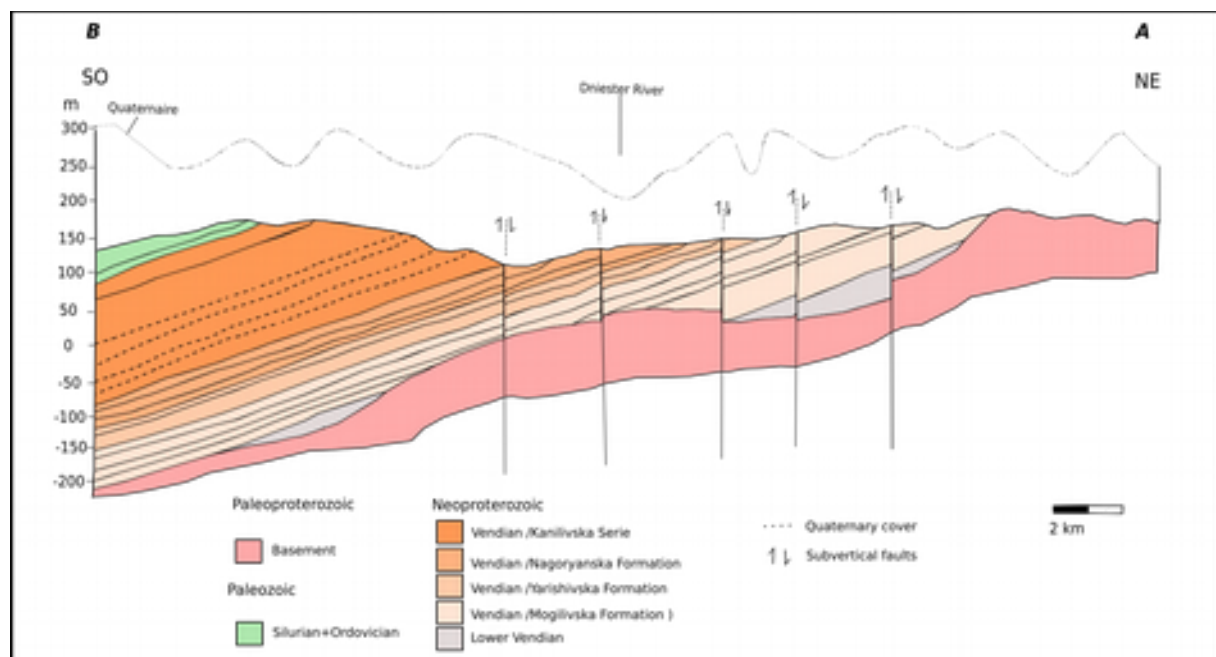 B
A
SO
NE
m
Quaternaire
Dniester River
300
250
200
150
100
50
0
-50
-100
-150
-200
Paleoproterozoic
Basement
Paleozoic
Silurian+Ordovician
Neoproterozoic
Vendian /Kanilivska Serie
Vendian /Nagoryanska Formation
Vendian /Yarishivska Formation
Vendian /Mogilivska Formation )
Lower Vendian
Quaternary cover
Subvertical faults
2 km